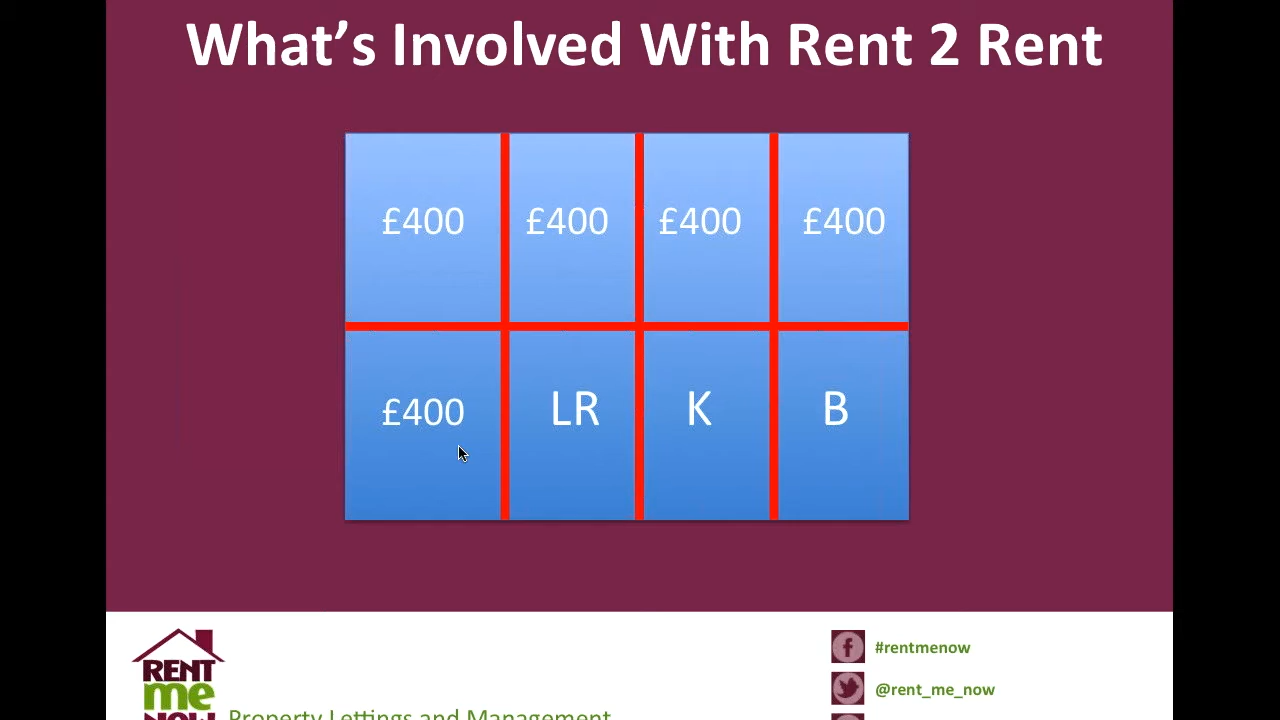 What's Involved With Rent 2 Rent
£400 £400 £400 £400
£400 LR K B
RENT
me
NOW
Property Lettings and Management
#rentmenow
@rent_me_now